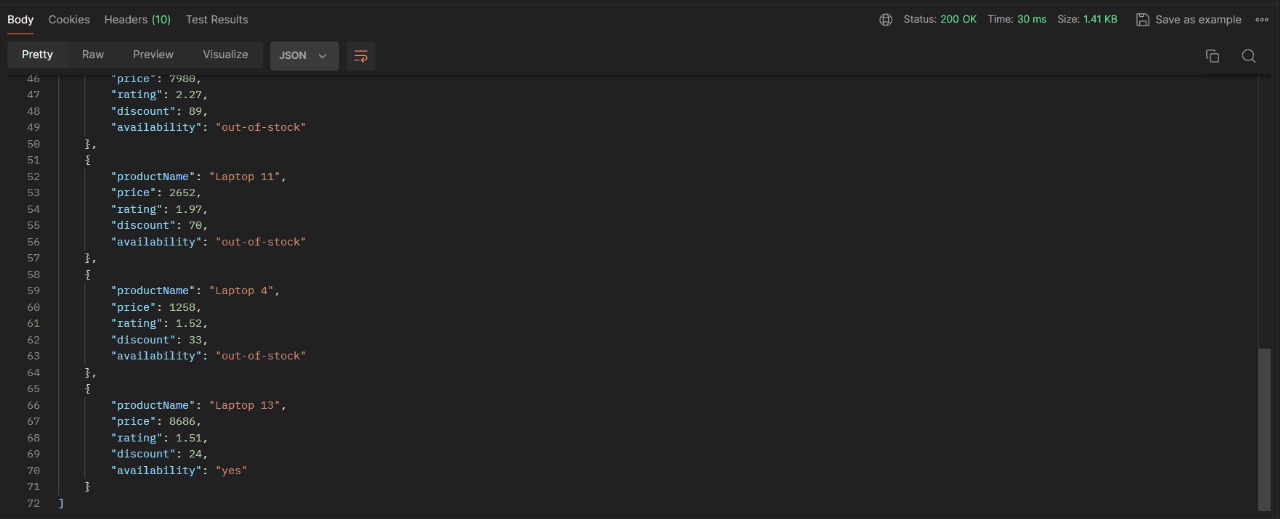 Body Cookies Headers (10) Test Results Status: 200 OK Time: 30 ms Size: 1.41 KB Save as example
Pretty Raw Preview Visualize JSON
46 "price": 7980,
47 "rating": 2.27,
48 "discount": 89,
49 "availability": "out-of-stock"
50 },
51 {
52 "productName": "Laptop 11",
53 "price": 2652,
54 "rating": 1.97,
55 "discount": 70,
56 "availability": "out-of-stock"
57 },
58 {
59 "productName": "Laptop 4",
60 "price": 1258,
61 "rating": 1.52,
62 "discount": 33,
63 "availability": "out-of-stock"
64 },
65 {
66 "productName": "Laptop 13",
67 "price": 8686,
68 "rating": 1.51,
69 "discount": 24,
70 "availability": "yes"
71 }
72 ]